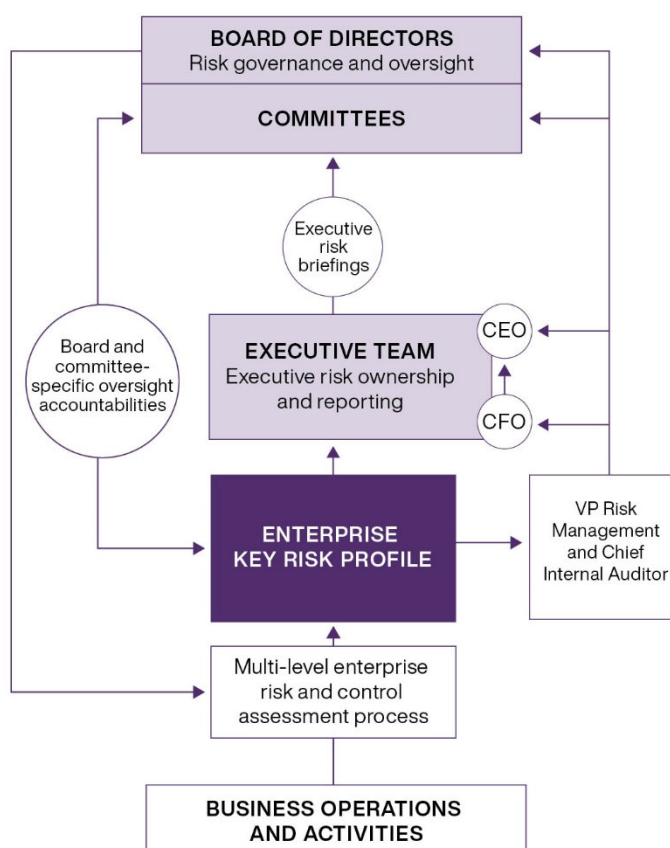 BOARD OF DIRECTORS
Risk governance and oversight
COMMITTEES
Executive
risk
briefings
Board and
committee-
specific oversight
accountabilities
EXECUTIVE TEAM
Executive risk ownership
and reporting
CEO
CFO
ENTERPRISE
KEY RISK PROFILE
VP Risk
Management
and Chief
Internal Auditor
Multi-level enterprise
risk and control
assessment process
BUSINESS OPERATIONS
AND ACTIVITIES